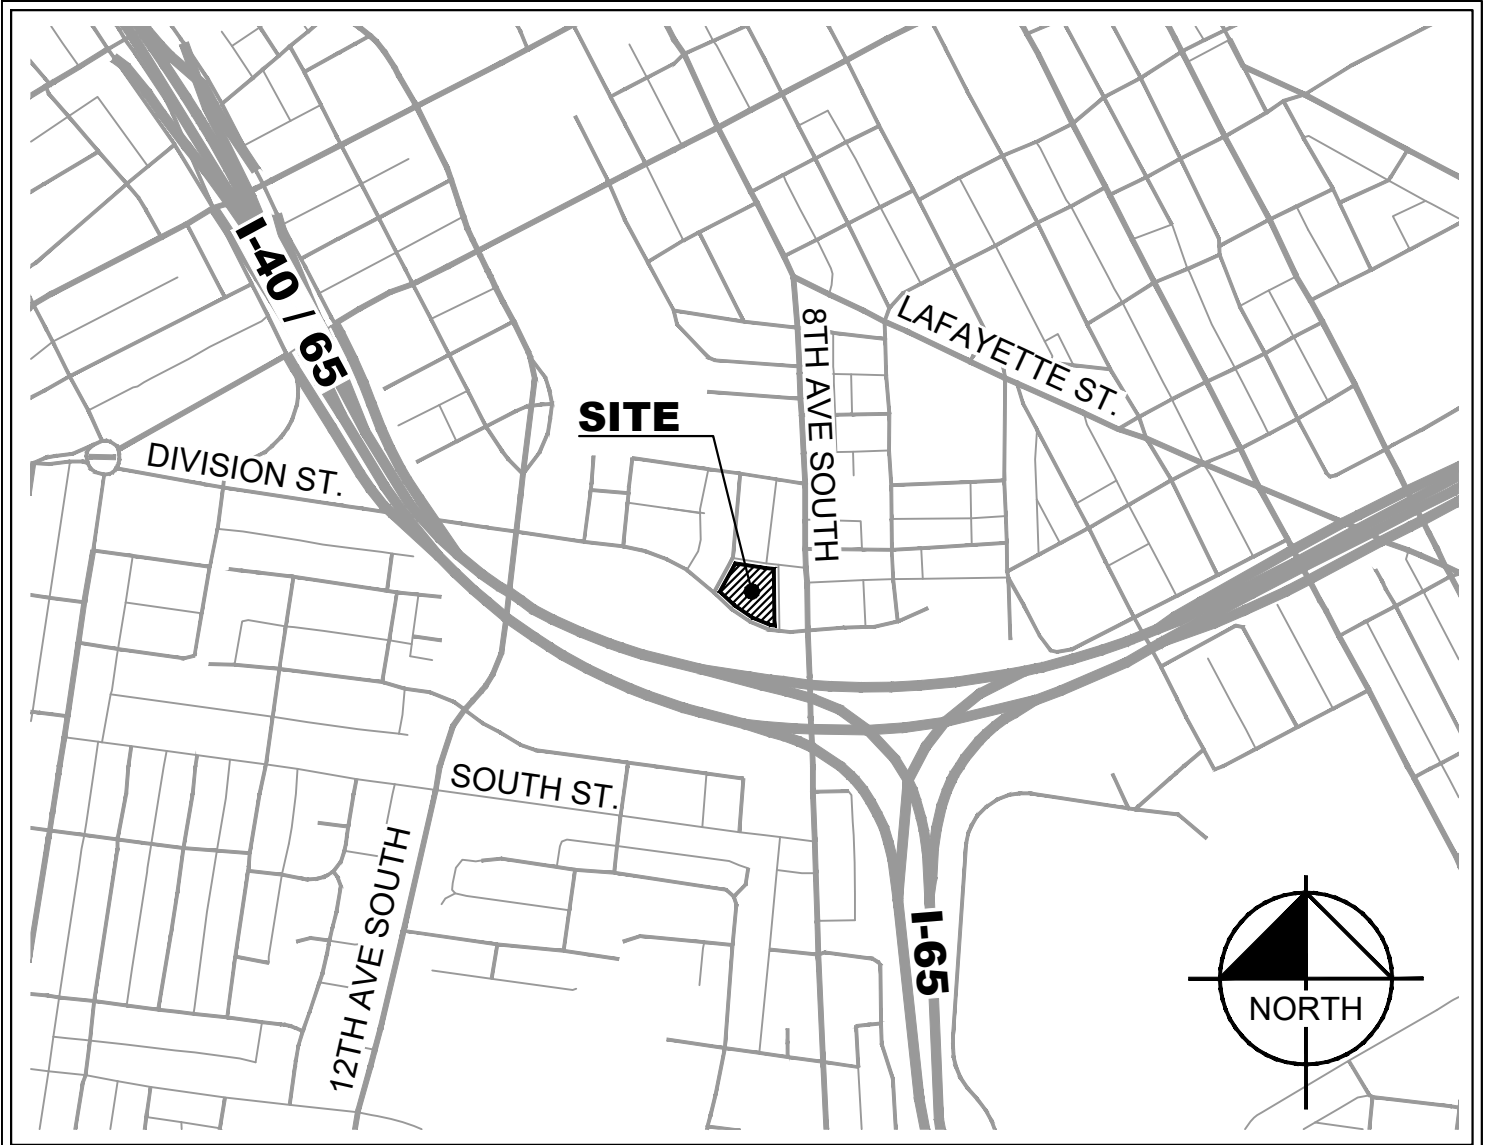 I-40 / 65
LAFAYETTE ST.
8TH AVE SOUTH
SITE
DIVISION ST.
SOUTH ST.
12TH AVE SOUTH
I-65
NORTH